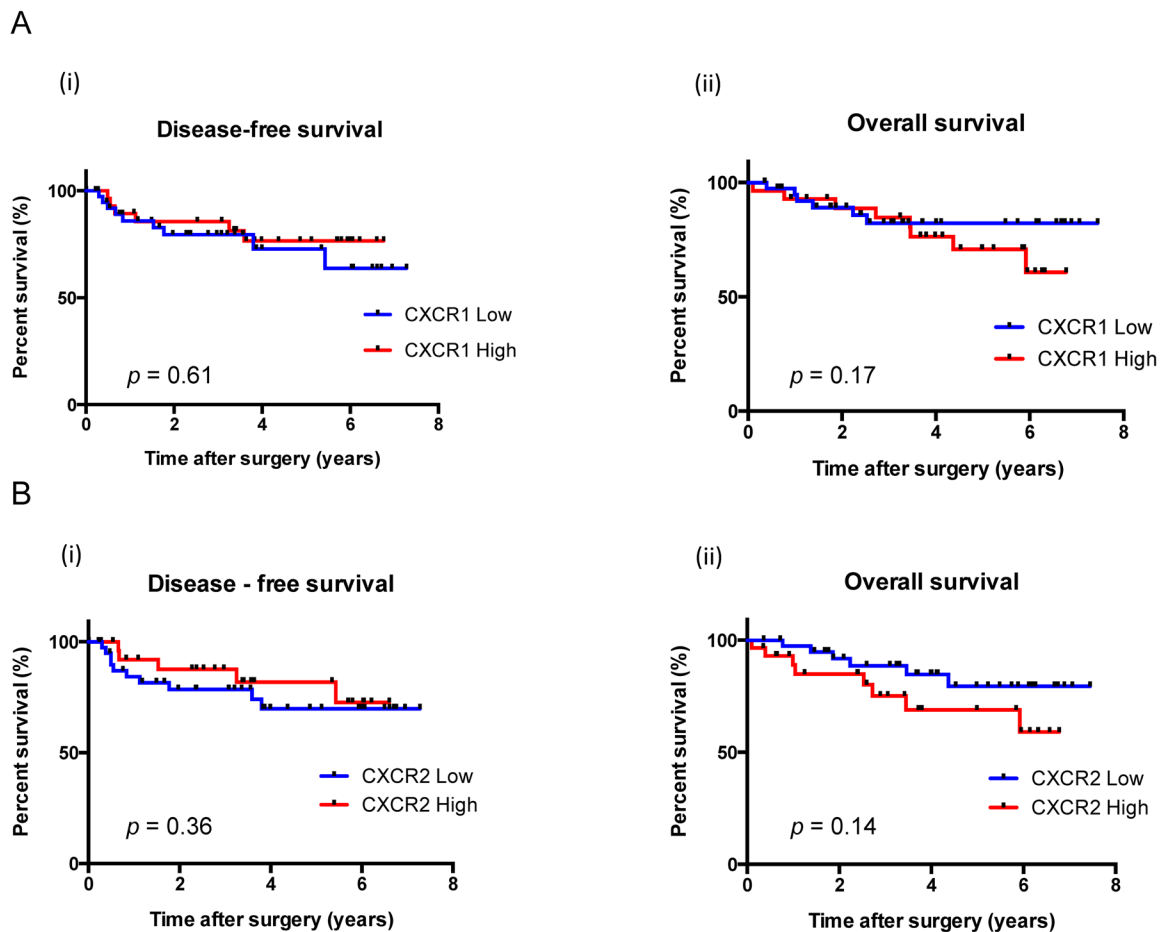 A
(i)
Disease-free survival
Percent survival (%)
100
50
0
0 2 4 6 8
CXCR1 Low
CXCR1 High
p = 0.61
Time after surgery (years)
(ii)
Overall survival
Percent survival (%)
100
50
0
0 2 4 6 8
CXCR1 Low
CXCR1 High
p = 0.17
Time after surgery (years)
B
(i)
Disease - free survival
Percent survival (%)
100
50
0
0 2 4 6 8
CXCR2 Low
CXCR2 High
p = 0.36
Time after surgery (years)
(ii)
Overall survival
Percent survival (%)
100
50
0
0 2 4 6 8
CXCR2 Low
CXCR2 High
p = 0.14
Time after surgery (years)